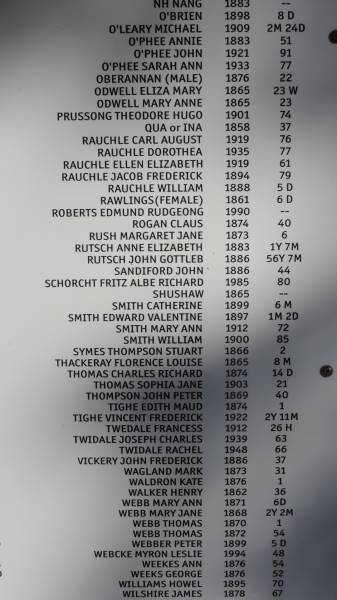 NH NANG 1883 --
O'BRIEN 1898 8 D
O'LEARY MICHAEL 1909 2M 24D
O'PHEE ANNIE 1883 51
O'PHEE JOHN 1921 91
O'PHEE SARAH ANN 1933 77
OBERANNAN (MALE) 1876 22
ODWELL ELIZA MARY 1865 23 W
ODWELL MARY ANNE 1865 23
PRUSSONG THEODORE HUGO 1901 74
QUA or INA 1858 37
RAUCHLE CARL AUGUST 1919 76
RAUCHLE DOROTHEA 1935 77
RAUCHLE ELLEN ELIZABETH 1919 61
RAUCHLE JACOB FREDERICK 1894 79
RAUCHLE WILLIAM 1888 5 D
RAWLINGS(FEMALE) 1861 6 D
ROBERTS EDMUND RUDGEONG 1990 --
ROGAN CLAUS 1874 40
RUSH MARGARET JANE 1873 6
RUTSCH ANNE ELIZABETH 1883 1Y 7M
RUTSCH JOHN GOTTLEB 1886 56Y 7M
SANDIFORD JOHN 1886 44
SCHORCHT FRITZ ALBE RICHARD 1985 80
SHUSHAW 1865 --
SMITH CATHERINE 1899 6 M
SMITH EDWARD VALENTINE 1897 1M 2D
SMITH MARY ANN 1912 72
SMITH WILLIAM 1900 85
SYMES THOMPSON STUART 1866 2
THACKERAY FLORENCE LOUISE 1865 8 M
THOMAS CHARLES RICHARD 1874 14 D
THOMAS SOPHIA JANE 1903 21
THOMPSON JOHN PETER 1869 40
TIGHE EDITH MAUD 1874 1
TIGHE VINCENT FREDERICK 1922 2Y 11M
TWEDALE FRANCESS 1912 26 H
TWIDALE JOSEPH CHARLES 1939 63
TWIDALE RACHEL 1948 66
VICKERY JOHN FREDERICK 1886 37
WAGLAND MARK 1873 31
WALDRON KATE 1876 1
WALKER HENRY 1862 36
WEBB MARY ANN 1871 6D
WEBB MARY JANE 1868 2Y 2M
WEBB THOMAS 1870 1
WEBB THOMAS 1872 54
WEBBER PETER 1899 5 D
WEBCKE MYRON LESLIE 1994 48
WEEKES ANN 1876 54
WEEKS GEORGE 1876 52
WILLIAMS HOWEL 1895 70
WILSHIRE JAMES 1878 67